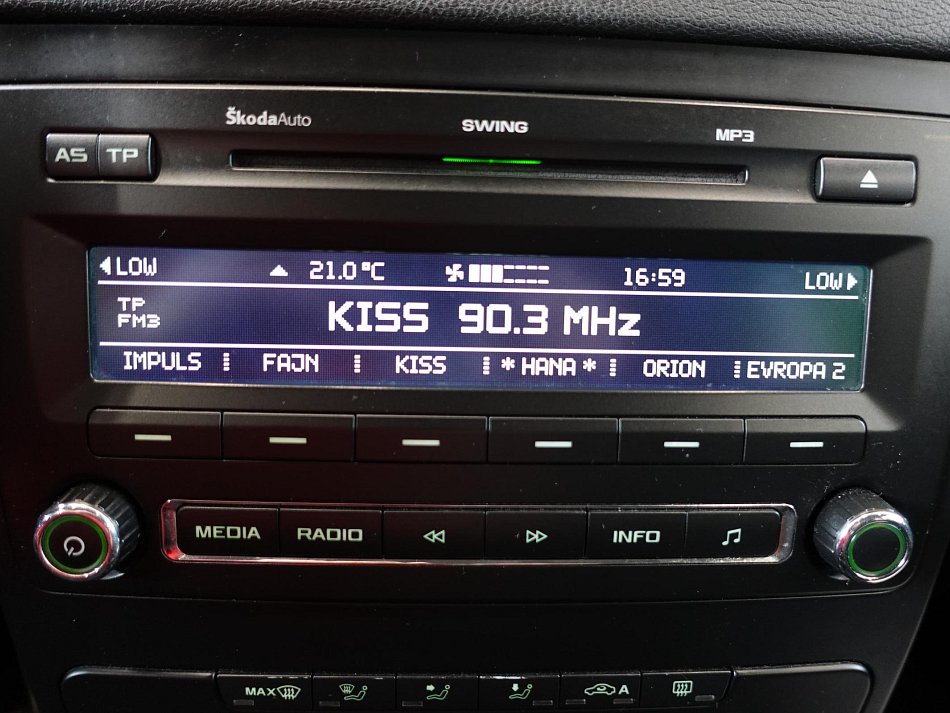 ŠkodaAuto SWING MP3
AS TP
LOW 21.0°C 16:59 LOW
TP
FM3
KISS 90.3 MHz
IMPULS FAJN KISS *HANA* ORION EVROPA 2
MEDIA RADIO INFO
MAX A